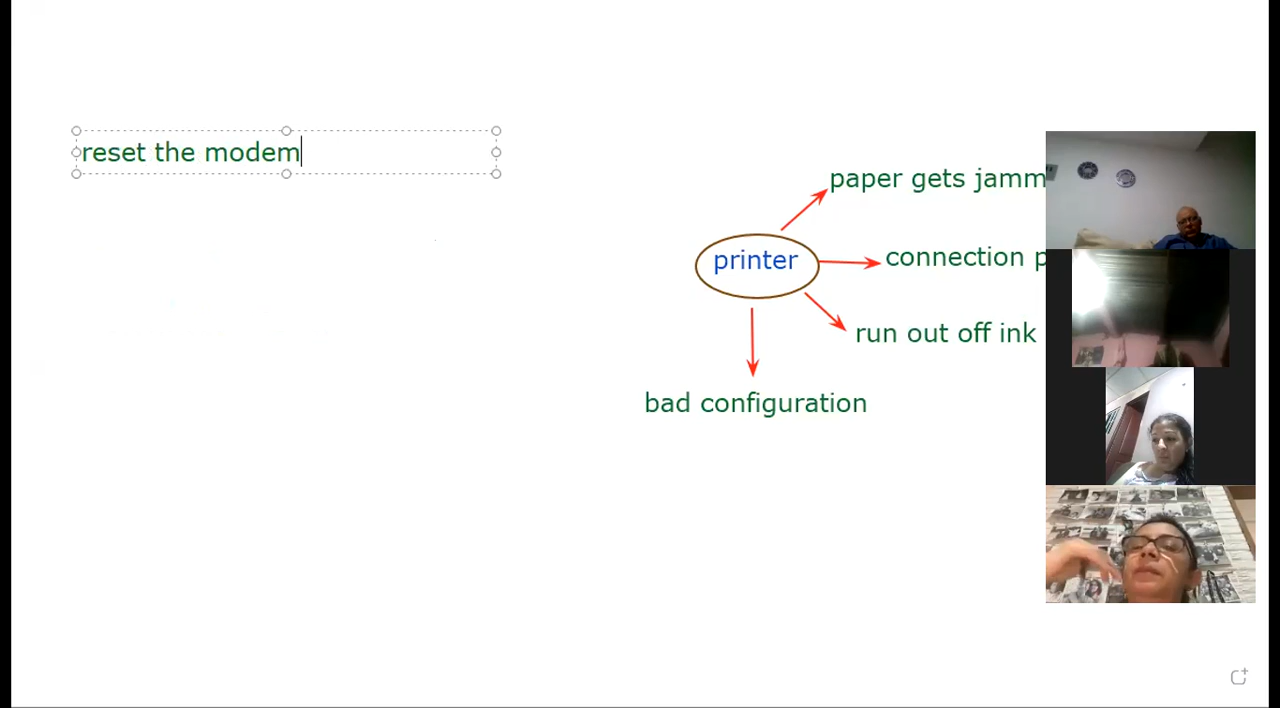 reset the modem
paper gets jamm
connection p
printer
run out off ink
bad configuration